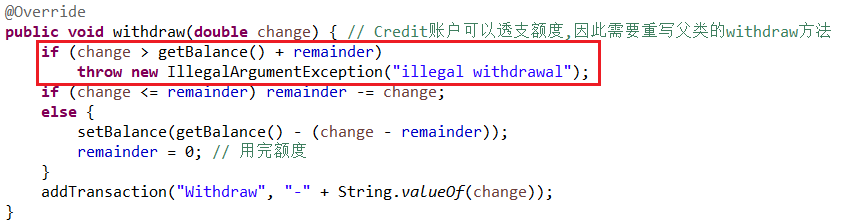 @Override
public void withdraw(double change) { // Credit账户可以透支额度,因此需要重写父类的withdraw方法
    if (change > getBalance() + remainder)
        throw new IllegalArgumentException("illegal withdrawal");
    if (change <= remainder) remainder -= change;
    else {
        setBalance(getBalance() - (change - remainder));
        remainder = 0; // 用完额度
    }
    addTransaction("Withdraw", "-" + String.valueOf(change));
}